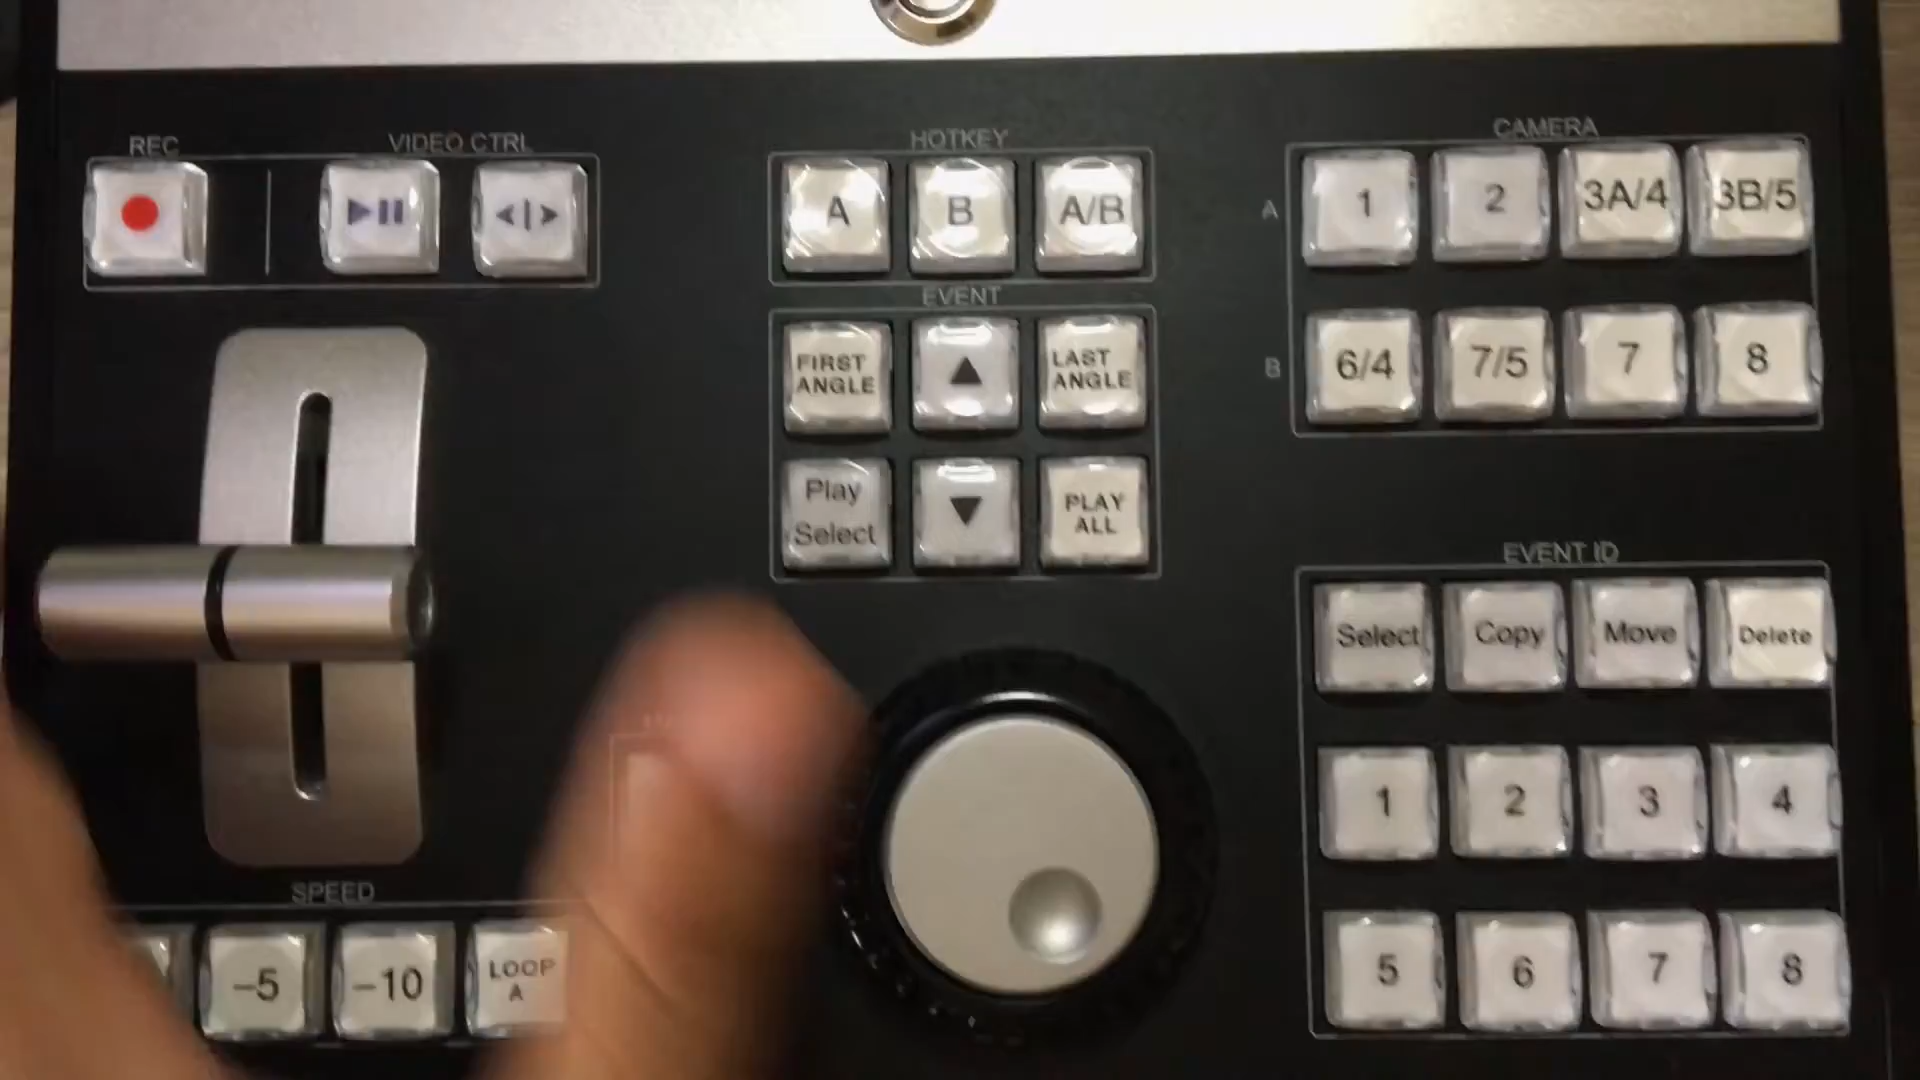 REC
VIDEO CTRL
HOTKEY
A
B
A/B
EVENT
FIRST
ANGLE
LAST
ANGLE
Play
Select
PLAY
ALL
CAMERA
A
1
2
3A/4
3B/5
B
6/4
7/5
7
8
EVENT ID
Select
Copy
Move
Delete
1
2
3
4
5
6
7
8
SPEED
-5
-10
LOOP
A